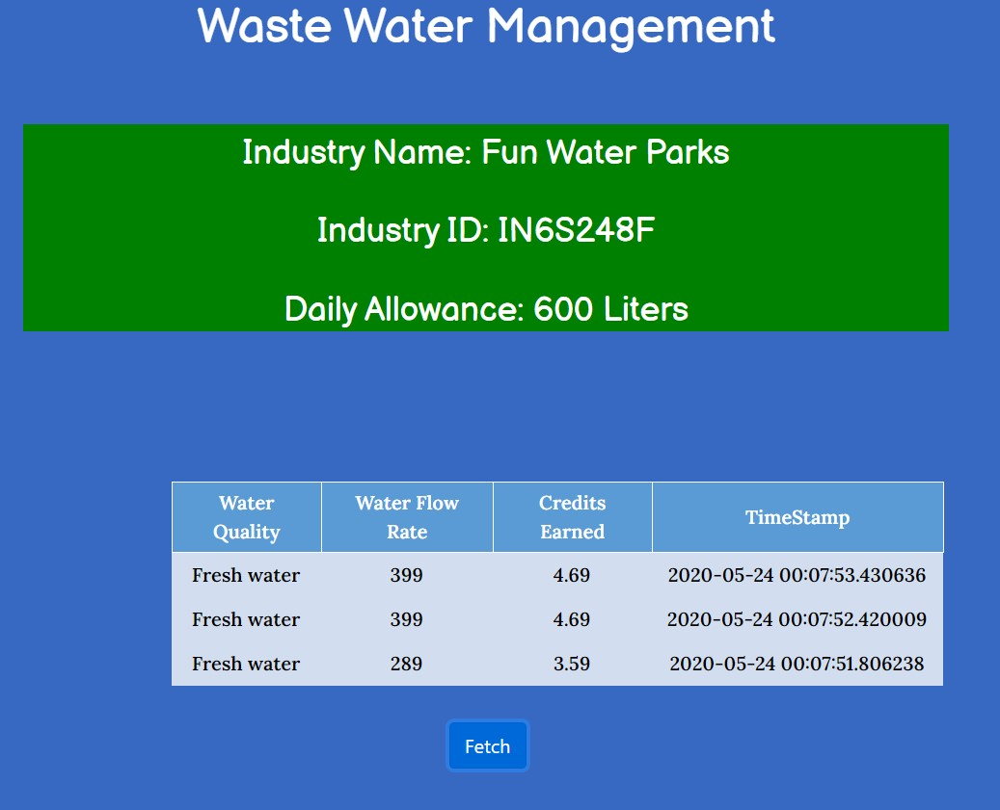 Waste Water Management
Industry Name: Fun Water Parks
Industry ID: IN6S248F
Daily Allowance: 600 Liters
Water Quality Water Flow Rate Credits Earned TimeStamp
Fresh water 399 4.69 2020-05-24 00:07:53.430636
Fresh water 399 4.69 2020-05-24 00:07:52.420009
Fresh water 289 3.59 2020-05-24 00:07:51.806238
Fetch